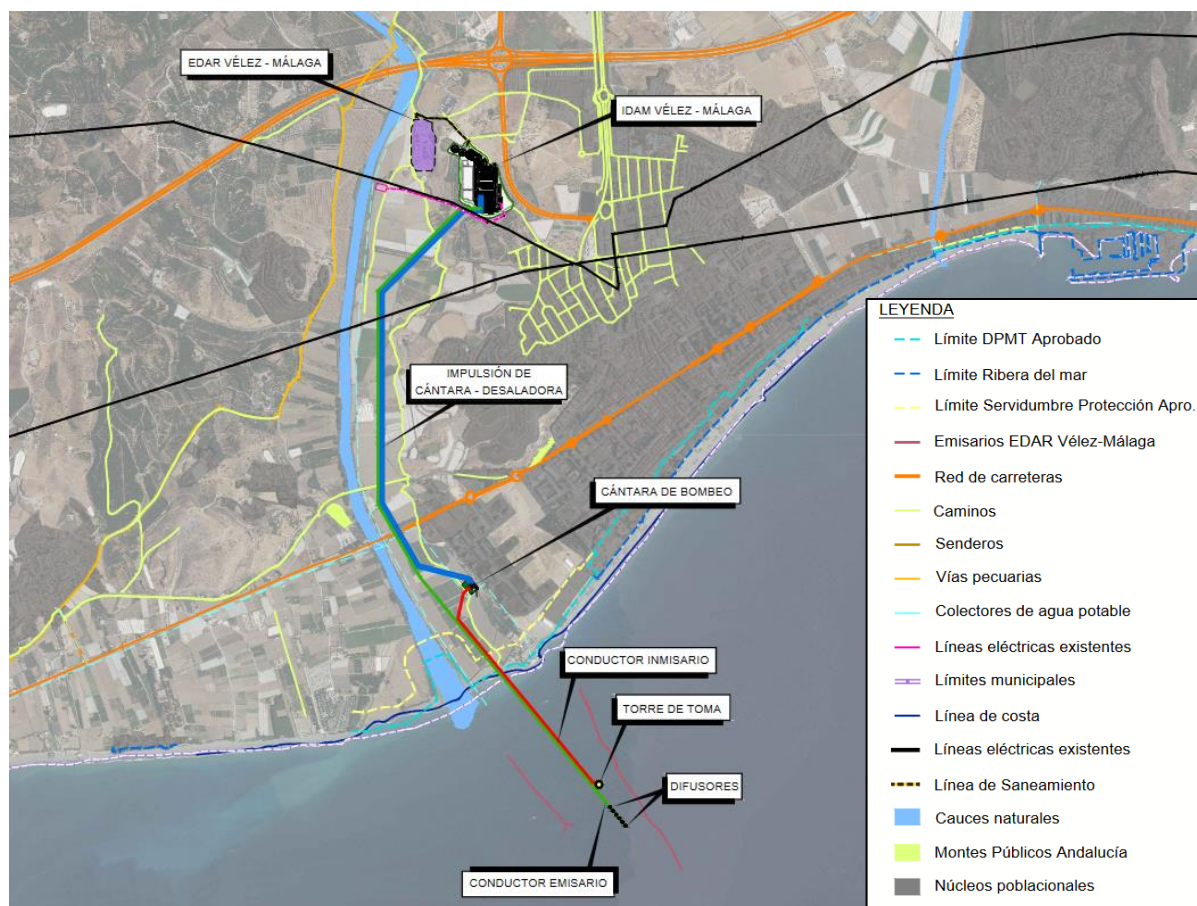 EDAR VÉLEZ - MÁLAGA
IDAM VÉLEZ - MÁLAGA
IMPULSIÓN DE
CÁNTARA - DESALADORA
CÁNTARA DE BOMBEO
CONDUCTOR INMISARIO
TORRE DE TOMA
DIFUSORES
CONDUCTOR EMISARIO
LEYENDA
Límite DPMT Aprobado
Límite Ribera del mar
Límite Servidumbre Protección Apro.
Emisarios EDAR Vélez-Málaga
Red de carreteras
Caminos
Senderos
Vías pecuarias
Colectores de agua potable
Líneas eléctricas existentes
Límites municipales
Línea de costa
Líneas eléctricas existentes
Línea de Saneamiento
Cauces naturales
Montes Públicos Andalucía
Núcleos poblacionales